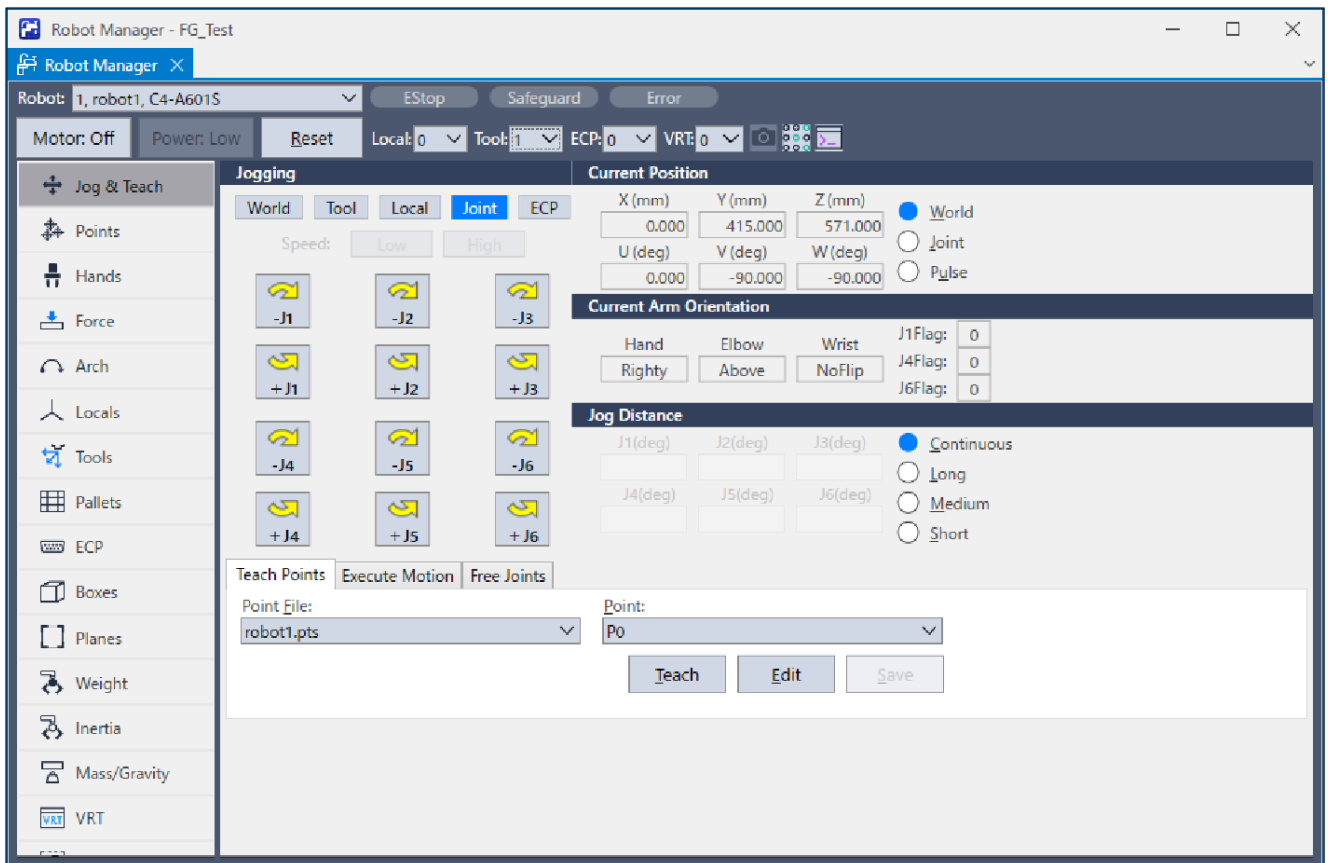 Robot Manager - FG_Test
Robot Manager
Robot: 1, robot1, C4-A601S EStop Safeguard Error
Motor: Off Power: Low Reset Local: 0 Tool: 1 ECP: 0 VRT: 0
Jog & Teach
Points
Hands
Force
Arch
Locals
Tools
Pallets
ECP
Boxes
Planes
Weight
Inertia
Mass/Gravity
VRT VRT
Jogging
World Tool Local Joint ECP
Speed: Low High
-J1 -J2 -J3
+J1 +J2 +J3
-J4 -J5 -J6
+J4 +J5 +J6
Current Position
X (mm) Y (mm) Z (mm)
0.000 415.000 571.000
U (deg) V (deg) W (deg)
0.000 -90.000 -90.000
World
Joint
Pulse
Current Arm Orientation
Hand Elbow Wrist
Righty Above NoFlip
J1Flag: 0
J4Flag: 0
J6Flag: 0
Jog Distance
J1(deg) J2(deg) J3(deg)
J4(deg) J5(deg) J6(deg)
Continuous
Long
Medium
Short
Teach Points Execute Motion Free Joints
Point File: Point:
robot1.pts P0
Teach Edit Save